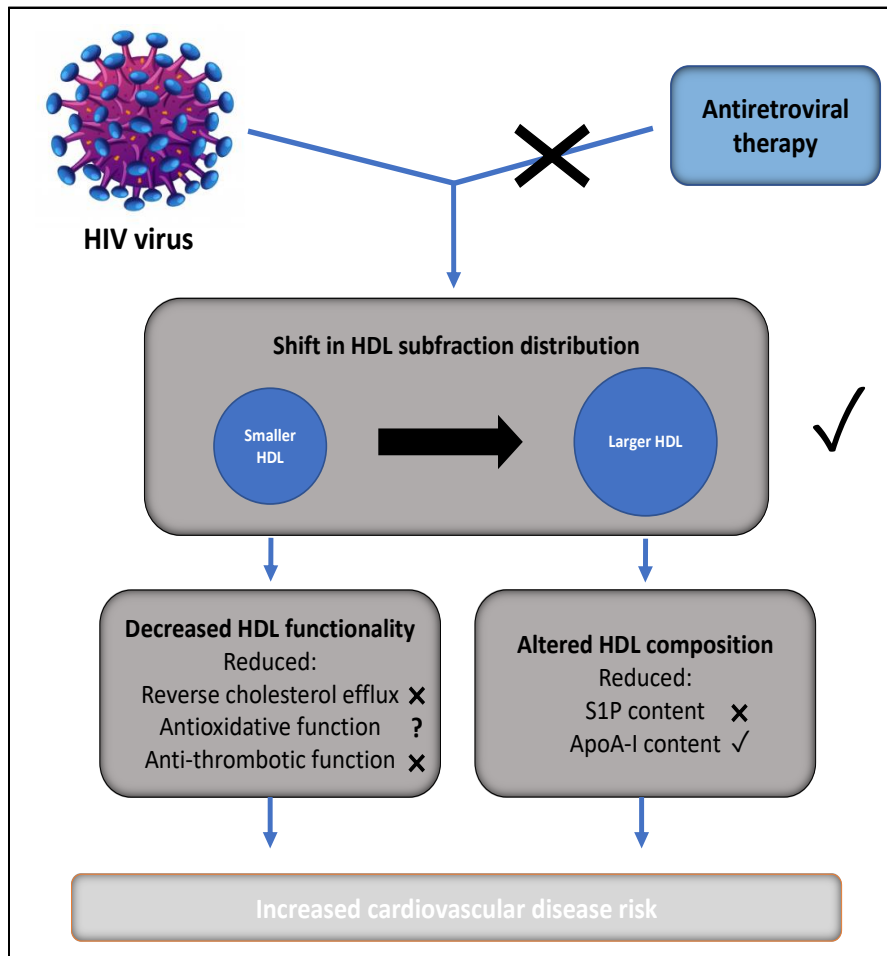 Antiretroviral
therapy
HIV virus
Shift in HDL subfraction distribution
Smaller
HDL
Larger HDL
✓
Decreased HDL functionality
Reduced:
Reverse cholesterol efflux ×
Antioxidative function ?
Anti-thrombotic function ×
Altered HDL composition
Reduced:
S1P content ×
ApoA-I content ✓
Increased cardiovascular disease risk